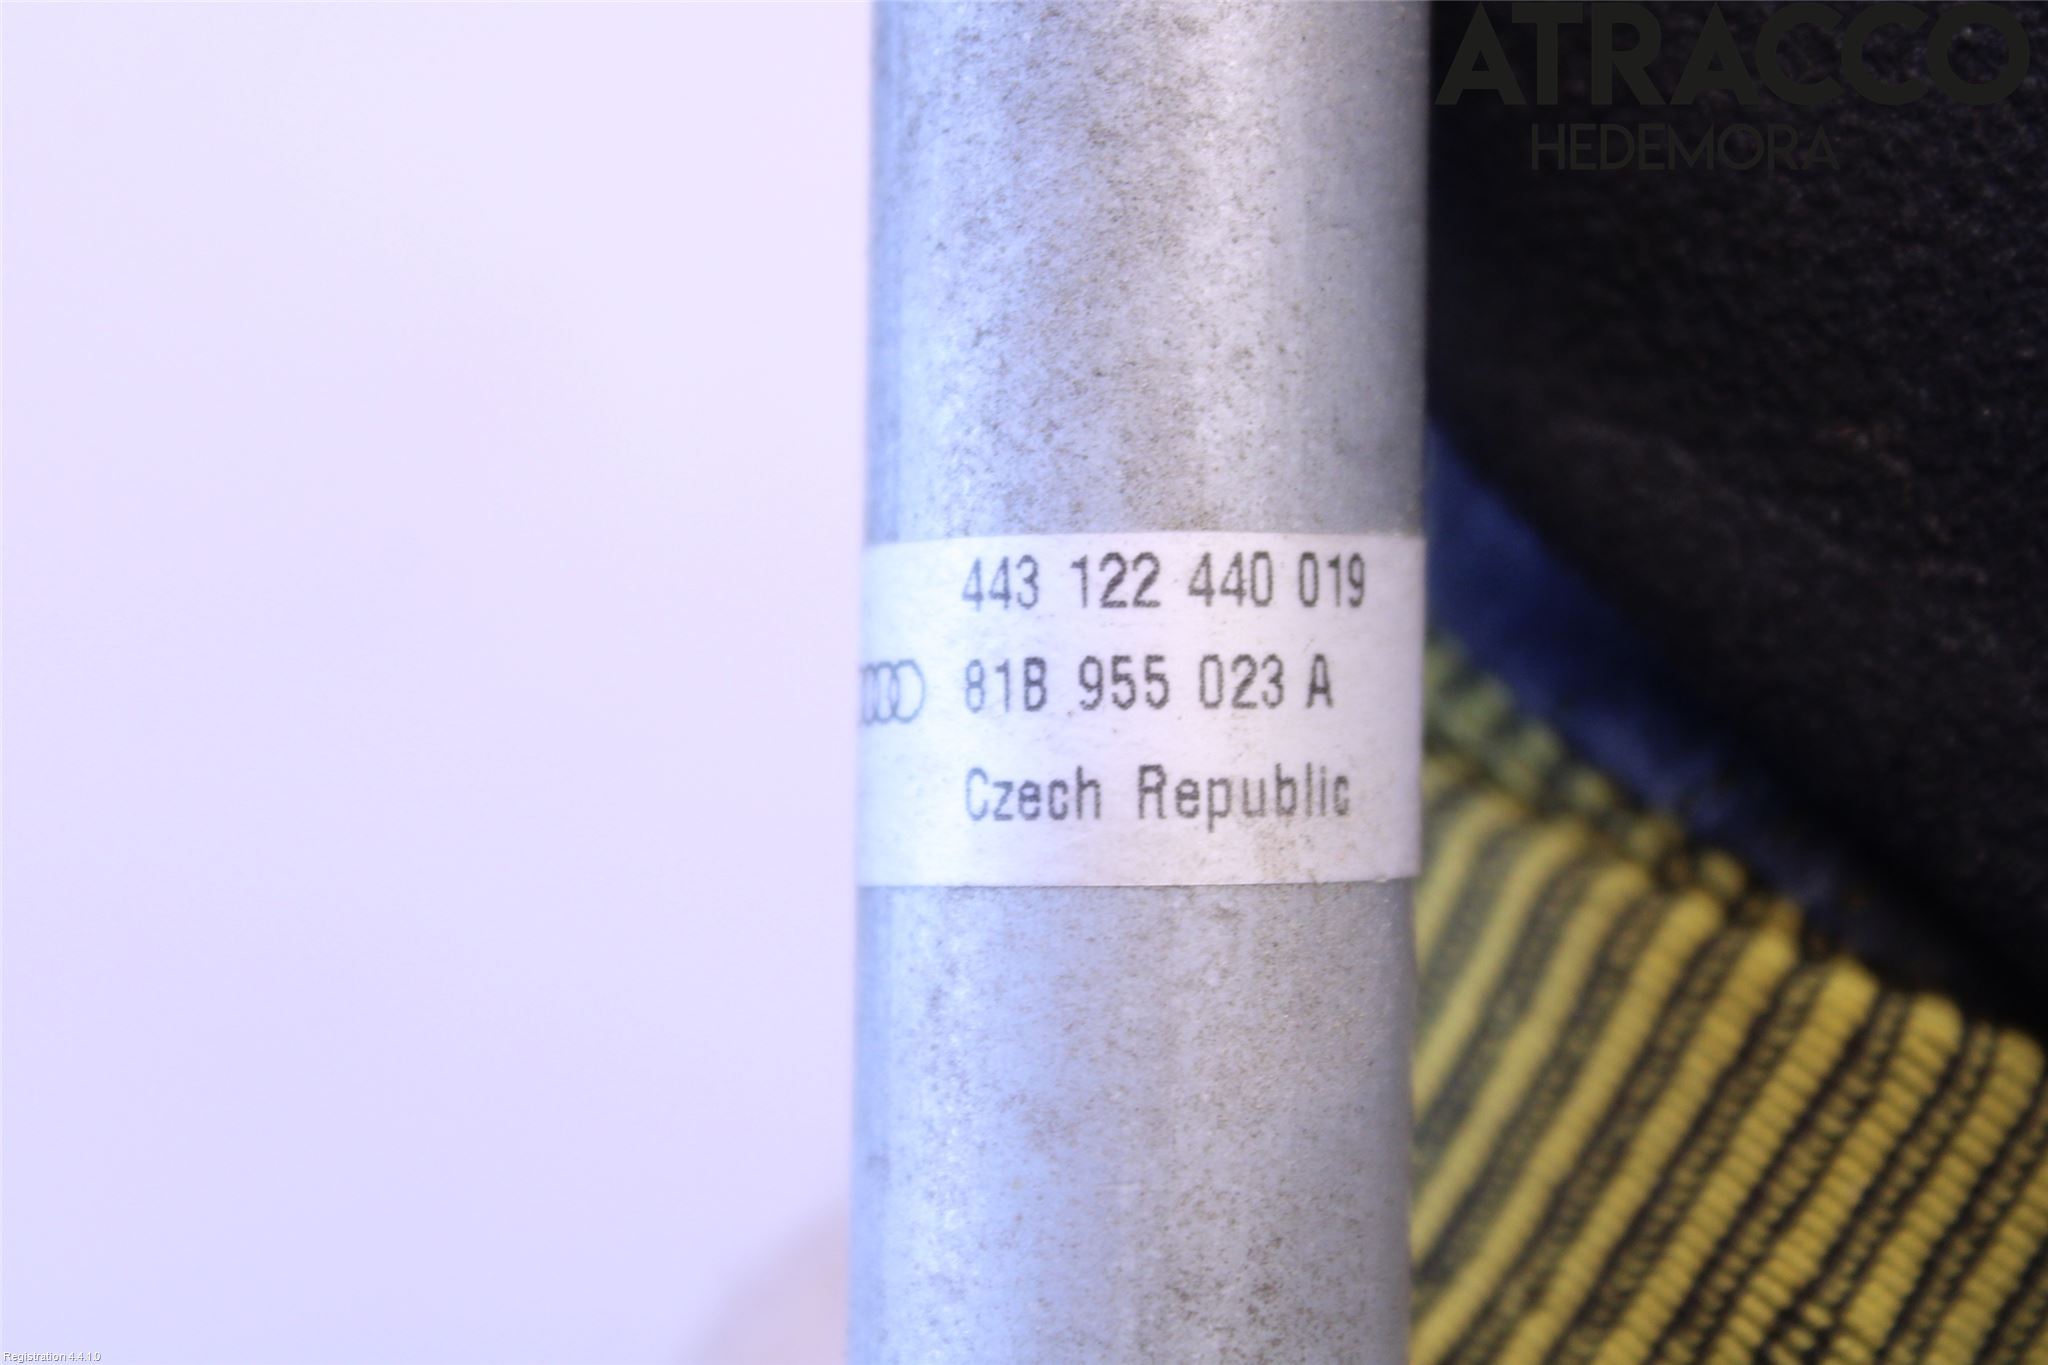 ATRACCO
HEDEMORA
443 122 440 019
81B 955 023 A
Czech Republic
Registration 4.4.1.0